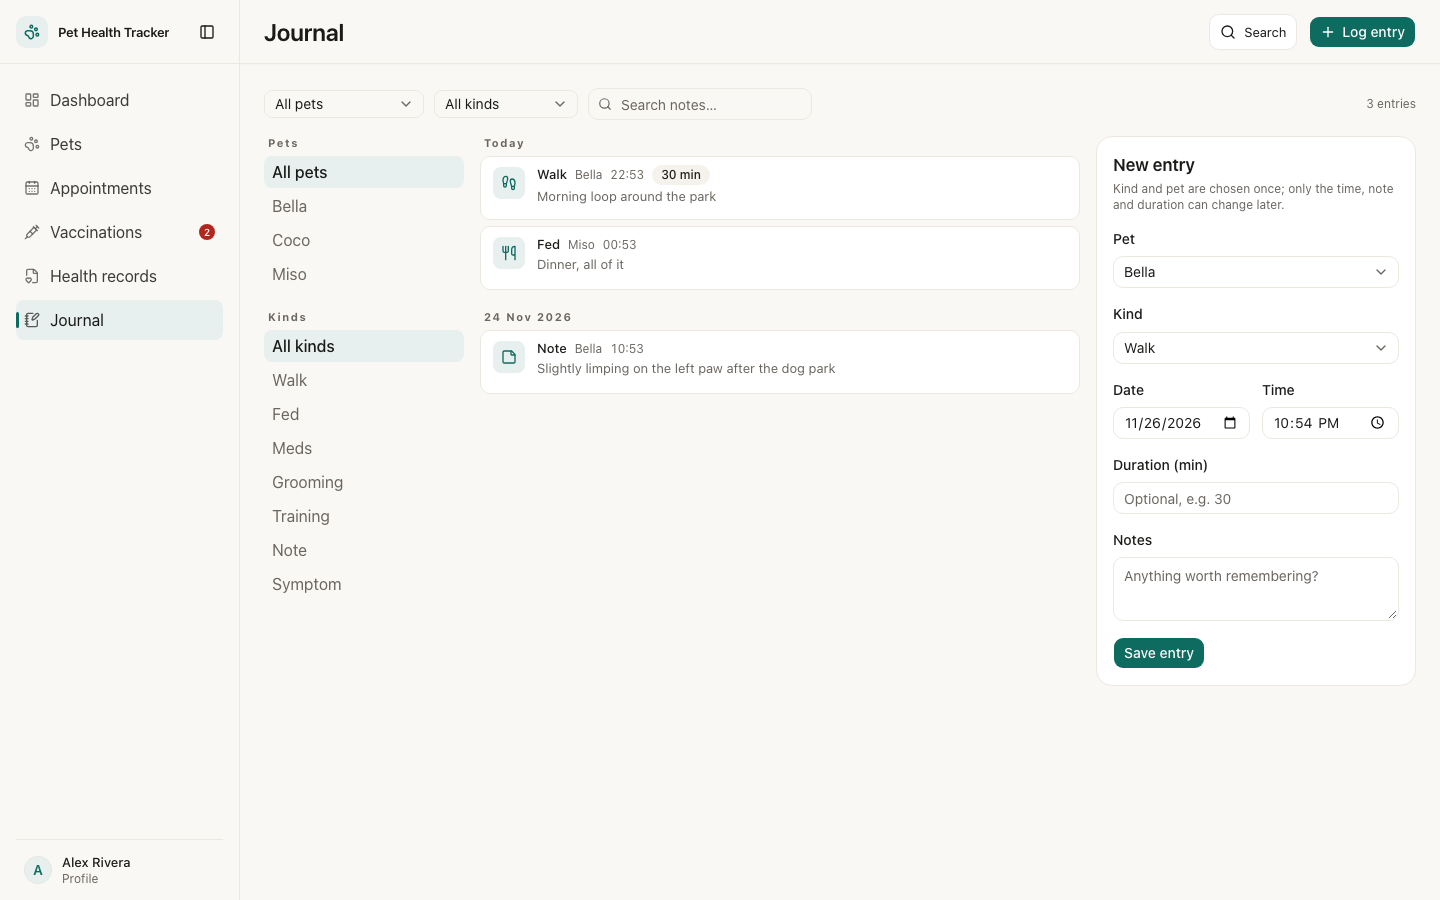 Pet Health Tracker
Dashboard
Pets
Appointments
Vaccinations
2
Health records
Journal
A
Alex Rivera
Profile
Journal
Search
Log entry
All pets
All kinds
Search notes...
3 entries
Pets
All pets
Bella
Coco
Miso
Kinds
All kinds
Walk
Fed
Meds
Grooming
Training
Note
Symptom
Today
Walk Bella 22:53 30 min
Morning loop around the park
Fed Miso 00:53
Dinner, all of it
24 Nov 2026
Note Bella 10:53
Slightly limping on the left paw after the dog park
New entry
Kind and pet are chosen once; only the time, note
and duration can change later.
Pet
Bella
Kind
Walk
Date Time
11/26/2026 10:54 PM
Duration (min)
Optional, e.g. 30
Notes
Anything worth remembering?
Save entry